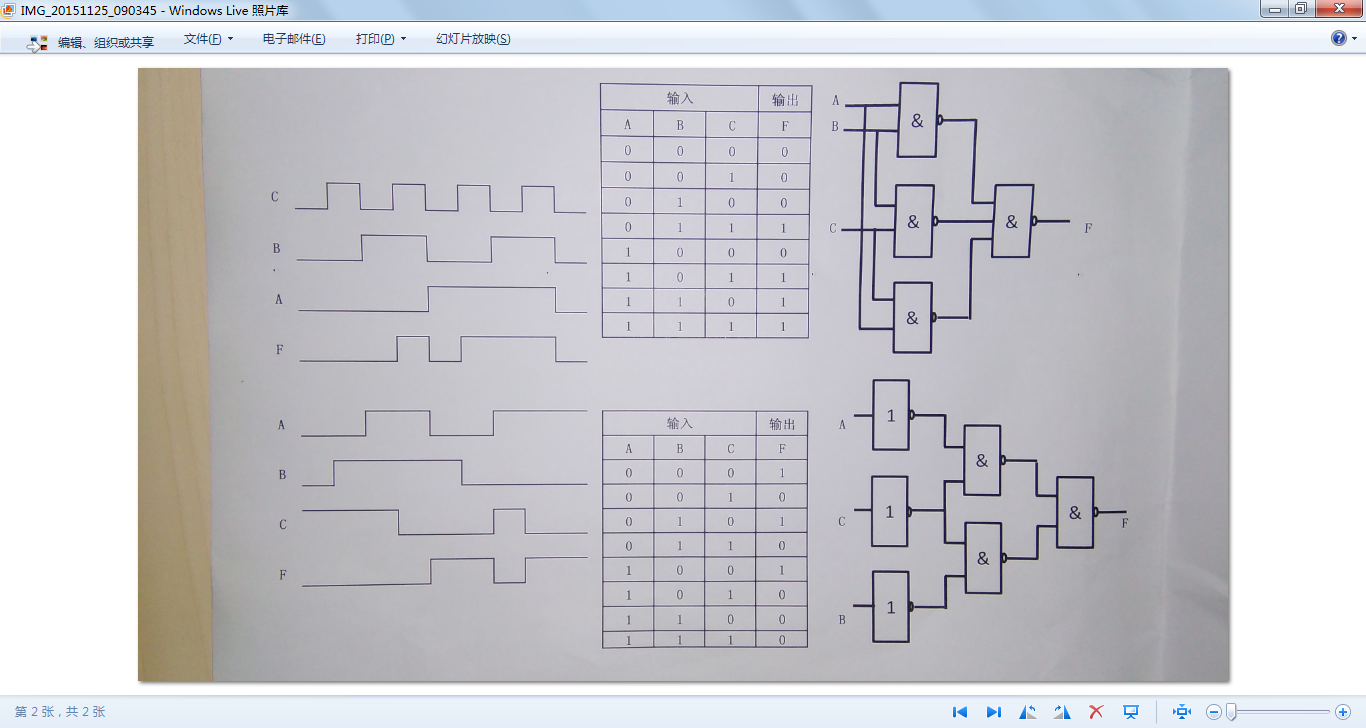 IMG_20151125_090345 - Windows Live 照片库
编辑、组织或共享 文件(F) 电子邮件(E) 打印(P) 幻灯片放映(S)
C
B
A
F
输入 输出
A B C F
0 0 0 0
0 0 1 0
0 1 0 0
0 1 1 1
1 0 0 0
1 0 1 1
1 1 0 1
1 1 1 1
A
B
C
&
&
&
&
F
A
B
C
F
输入 输出
A B C F
0 0 0 1
0 0 1 0
0 1 0 1
0 1 1 0
1 0 0 1
1 0 1 0
1 1 0 0
1 1 1 0
A
1
C
1
B
1
&
&
&
F
第 2 张，共 2 张